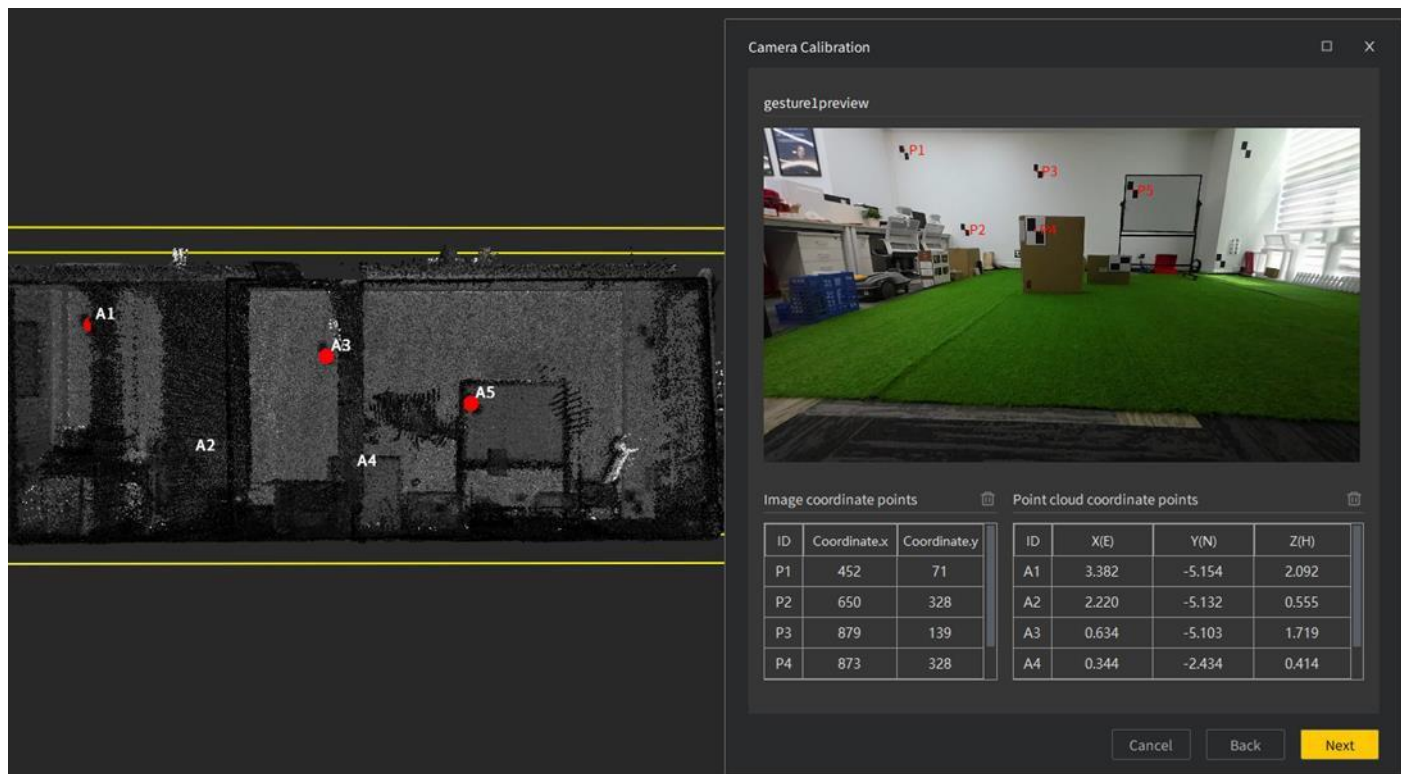 Camera Calibration
gesture1preview
P1
P3
P5
P2
P4
A1
A3
A5
A2
A4
Image coordinate points
ID Coordinate.x Coordinate.y
P1 452 71
P2 650 328
P3 879 139
P4 873 328
Point cloud coordinate points
ID X(E) Y(N) Z(H)
A1 3.382 -5.154 2.092
A2 2.220 -5.132 0.555
A3 0.634 -5.103 1.719
A4 0.344 -2.434 0.414
Cancel Back Next